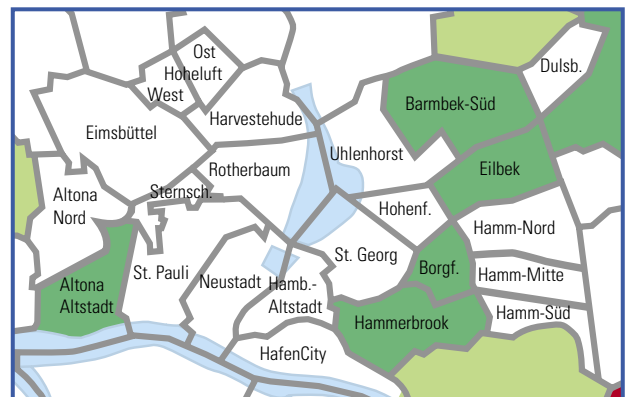 Ost
Hoheluft
West
Dulsb.
Barmbek-Süd
Harvestehude
Eimsbüttel
Uhlenhorst
Rotherbaum
Eilbek
Sternsch.
Altona
Nord
Hohenf.
Hamm-Nord
St. Georg
St. Pauli
Borgf.
Hamm-Mitte
Neustadt
Hamb.-
Altstadt
Altona
Altstadt
Hamm-Süd
Hammerbrook
HafenCity